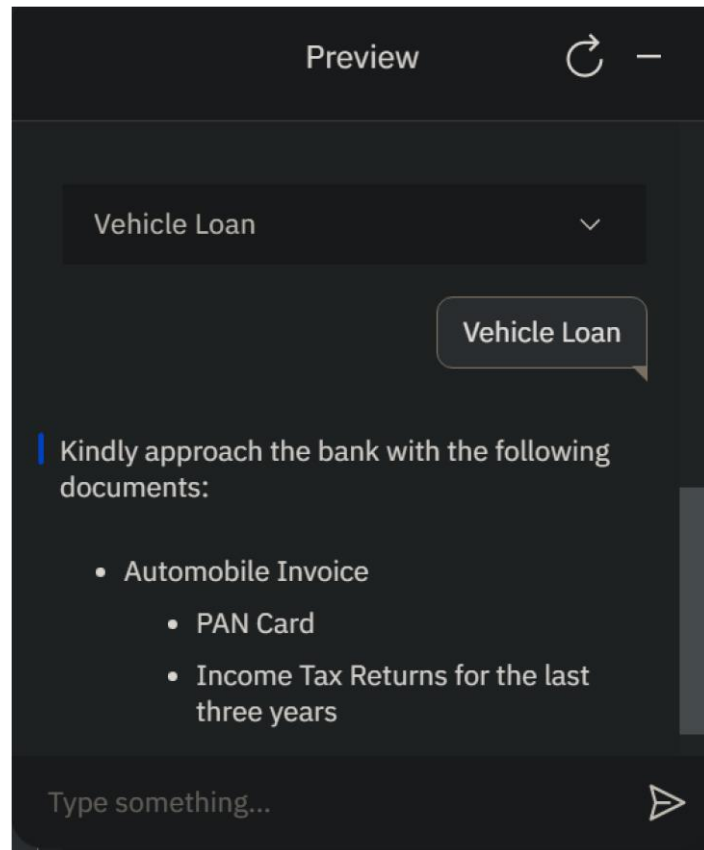 Preview
Vehicle Loan
Vehicle Loan
Kindly approach the bank with the following
documents:
• Automobile Invoice
• PAN Card
• Income Tax Returns for the last
three years
Type something...